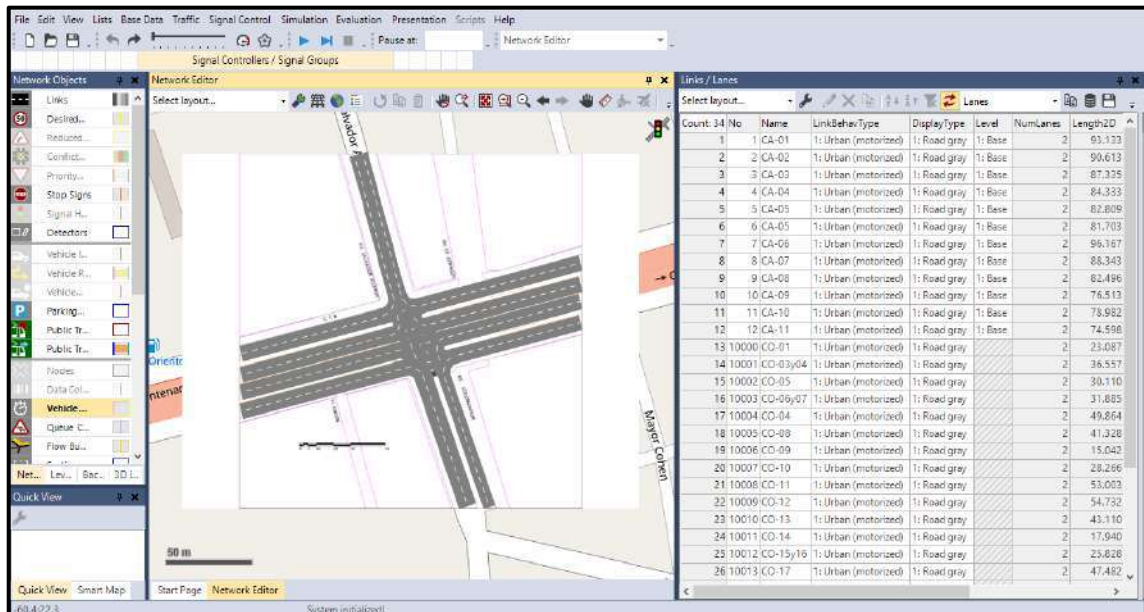 File Edit View Lists Base Data Traffic Signal Control Simulation Evaluation Presentation Scripts Help
Pause at: Network Editor
Signal Controllers / Signal Groups
Network Objects
Links
Desired...
Reduced...
Conflict...
Priority...
Stop Signs
Signal H...
Detectors
Vehicle I...
Vehicle R...
Vehicle...
Parking...
Public Tr...
Public Tr...
Nodes
Data Col...
Vehicle...
Queue C...
Flow Bu...
Net... Lev... Bac... 3D I...
Quick View
Quick View Smart Map
Network Editor
Select layout...
Mayor Cohen
50 m
Start Page Network Editor
Links / Lanes
Select layout... Lanes
Count: 34 No Name LinkBehavType DisplayType Level NumLanes Length2D
1 1 CA-01 1: Urban (motorized) 1: Road gray 1: Base 2 93.133
2 2 CA-02 1: Urban (motorized) 1: Road gray 1: Base 2 90.613
3 3 CA-03 1: Urban (motorized) 1: Road gray 1: Base 2 87.335
4 4 CA-04 1: Urban (motorized) 1: Road gray 1: Base 2 84.333
5 5 CA-05 1: Urban (motorized) 1: Road gray 1: Base 2 82.809
6 6 CA-05 1: Urban (motorized) 1: Road gray 1: Base 2 81.703
7 7 CA-06 1: Urban (motorized) 1: Road gray 1: Base 2 96.167
8 8 CA-07 1: Urban (motorized) 1: Road gray 1: Base 2 88.343
9 9 CA-08 1: Urban (motorized) 1: Road gray 1: Base 2 82.496
10 10 CA-09 1: Urban (motorized) 1: Road gray 1: Base 2 76.513
11 11 CA-10 1: Urban (motorized) 1: Road gray 1: Base 2 78.982
12 12 CA-11 1: Urban (motorized) 1: Road gray 1: Base 2 74.598
13 10000 CO-01 1: Urban (motorized) 1: Road gray 2 23.087
14 10001 CO-03y04 1: Urban (motorized) 1: Road gray 2 36.557
15 10002 CO-05 1: Urban (motorized) 1: Road gray 2 30.110
16 10003 CO-06y07 1: Urban (motorized) 1: Road gray 2 31.885
17 10004 CO-04 1: Urban (motorized) 1: Road gray 2 49.864
18 10005 CO-08 1: Urban (motorized) 1: Road gray 2 41.328
19 10006 CO-09 1: Urban (motorized) 1: Road gray 2 15.042
20 10007 CO-10 1: Urban (motorized) 1: Road gray 2 28.266
21 10008 CO-11 1: Urban (motorized) 1: Road gray 2 53.003
22 10009 CO-12 1: Urban (motorized) 1: Road gray 2 54.732
23 10010 CO-13 1: Urban (motorized) 1: Road gray 2 43.110
24 10011 CO-14 1: Urban (motorized) 1: Road gray 2 17.940
25 10012 CO-15y16 1: Urban (motorized) 1: Road gray 2 25.828
26 10013 CO-17 1: Urban (motorized) 1: Road gray 2 47.482
System initialized!